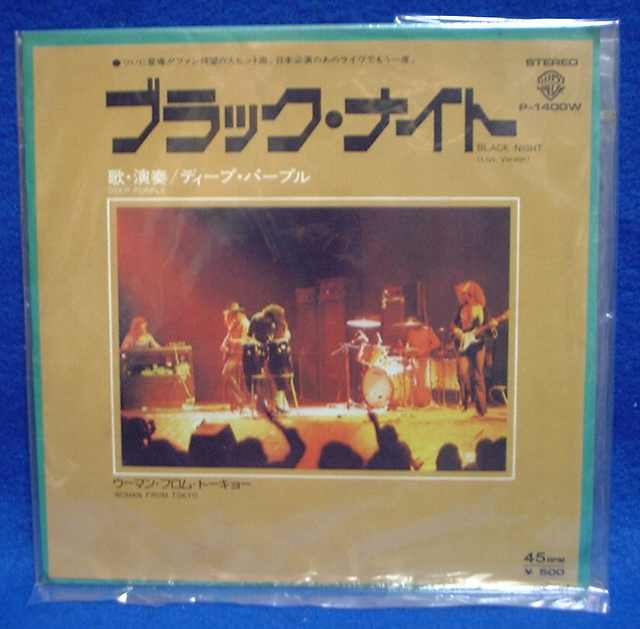 ●ついに登場!ファン待望の大ヒット曲。日本公演のあのライヴでもう一度。
STEREO
P-1400W
ブラック・ナイト
BLACK NIGHT
(Live Version)
歌・演奏/ディープ・パープル
DEEP PURPLE
ウーマン・フロム・トーキョー
WOMAN FROM TOKYO
45RPM
¥ 500